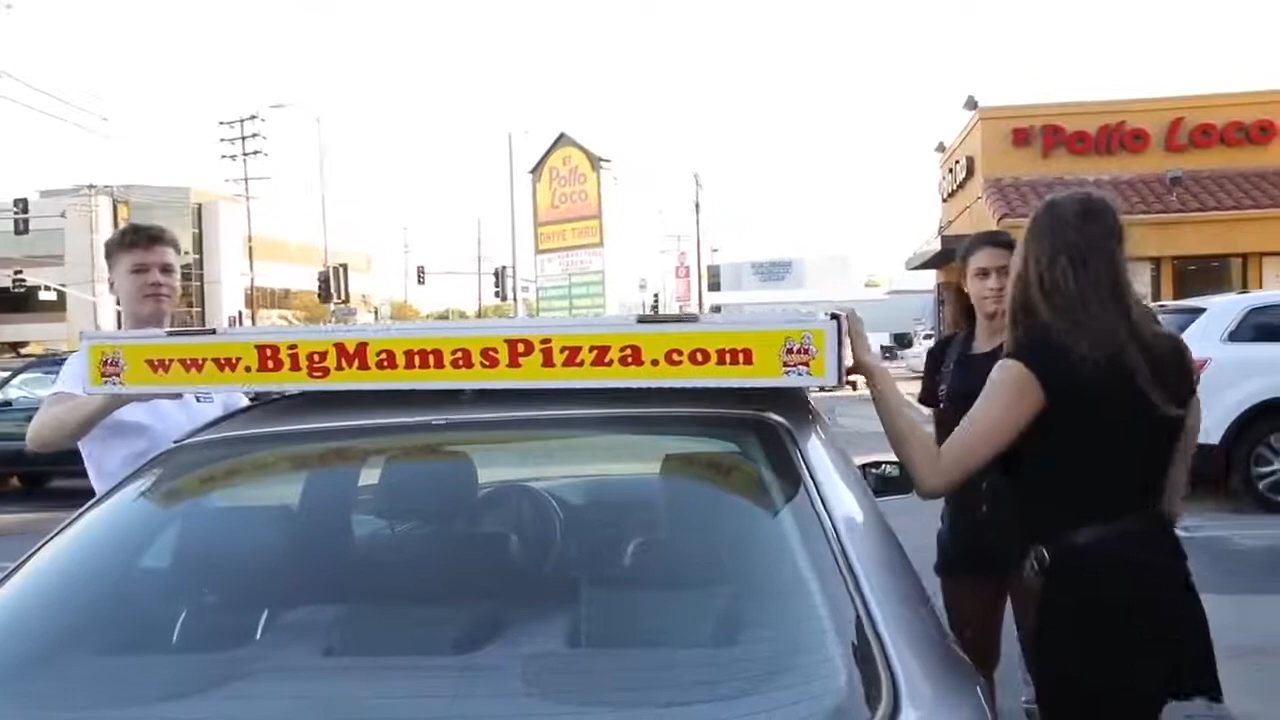 El Pollo Loco
El
Pollo
Loco
DRIVE THRU
www.BigMamasPizza.com